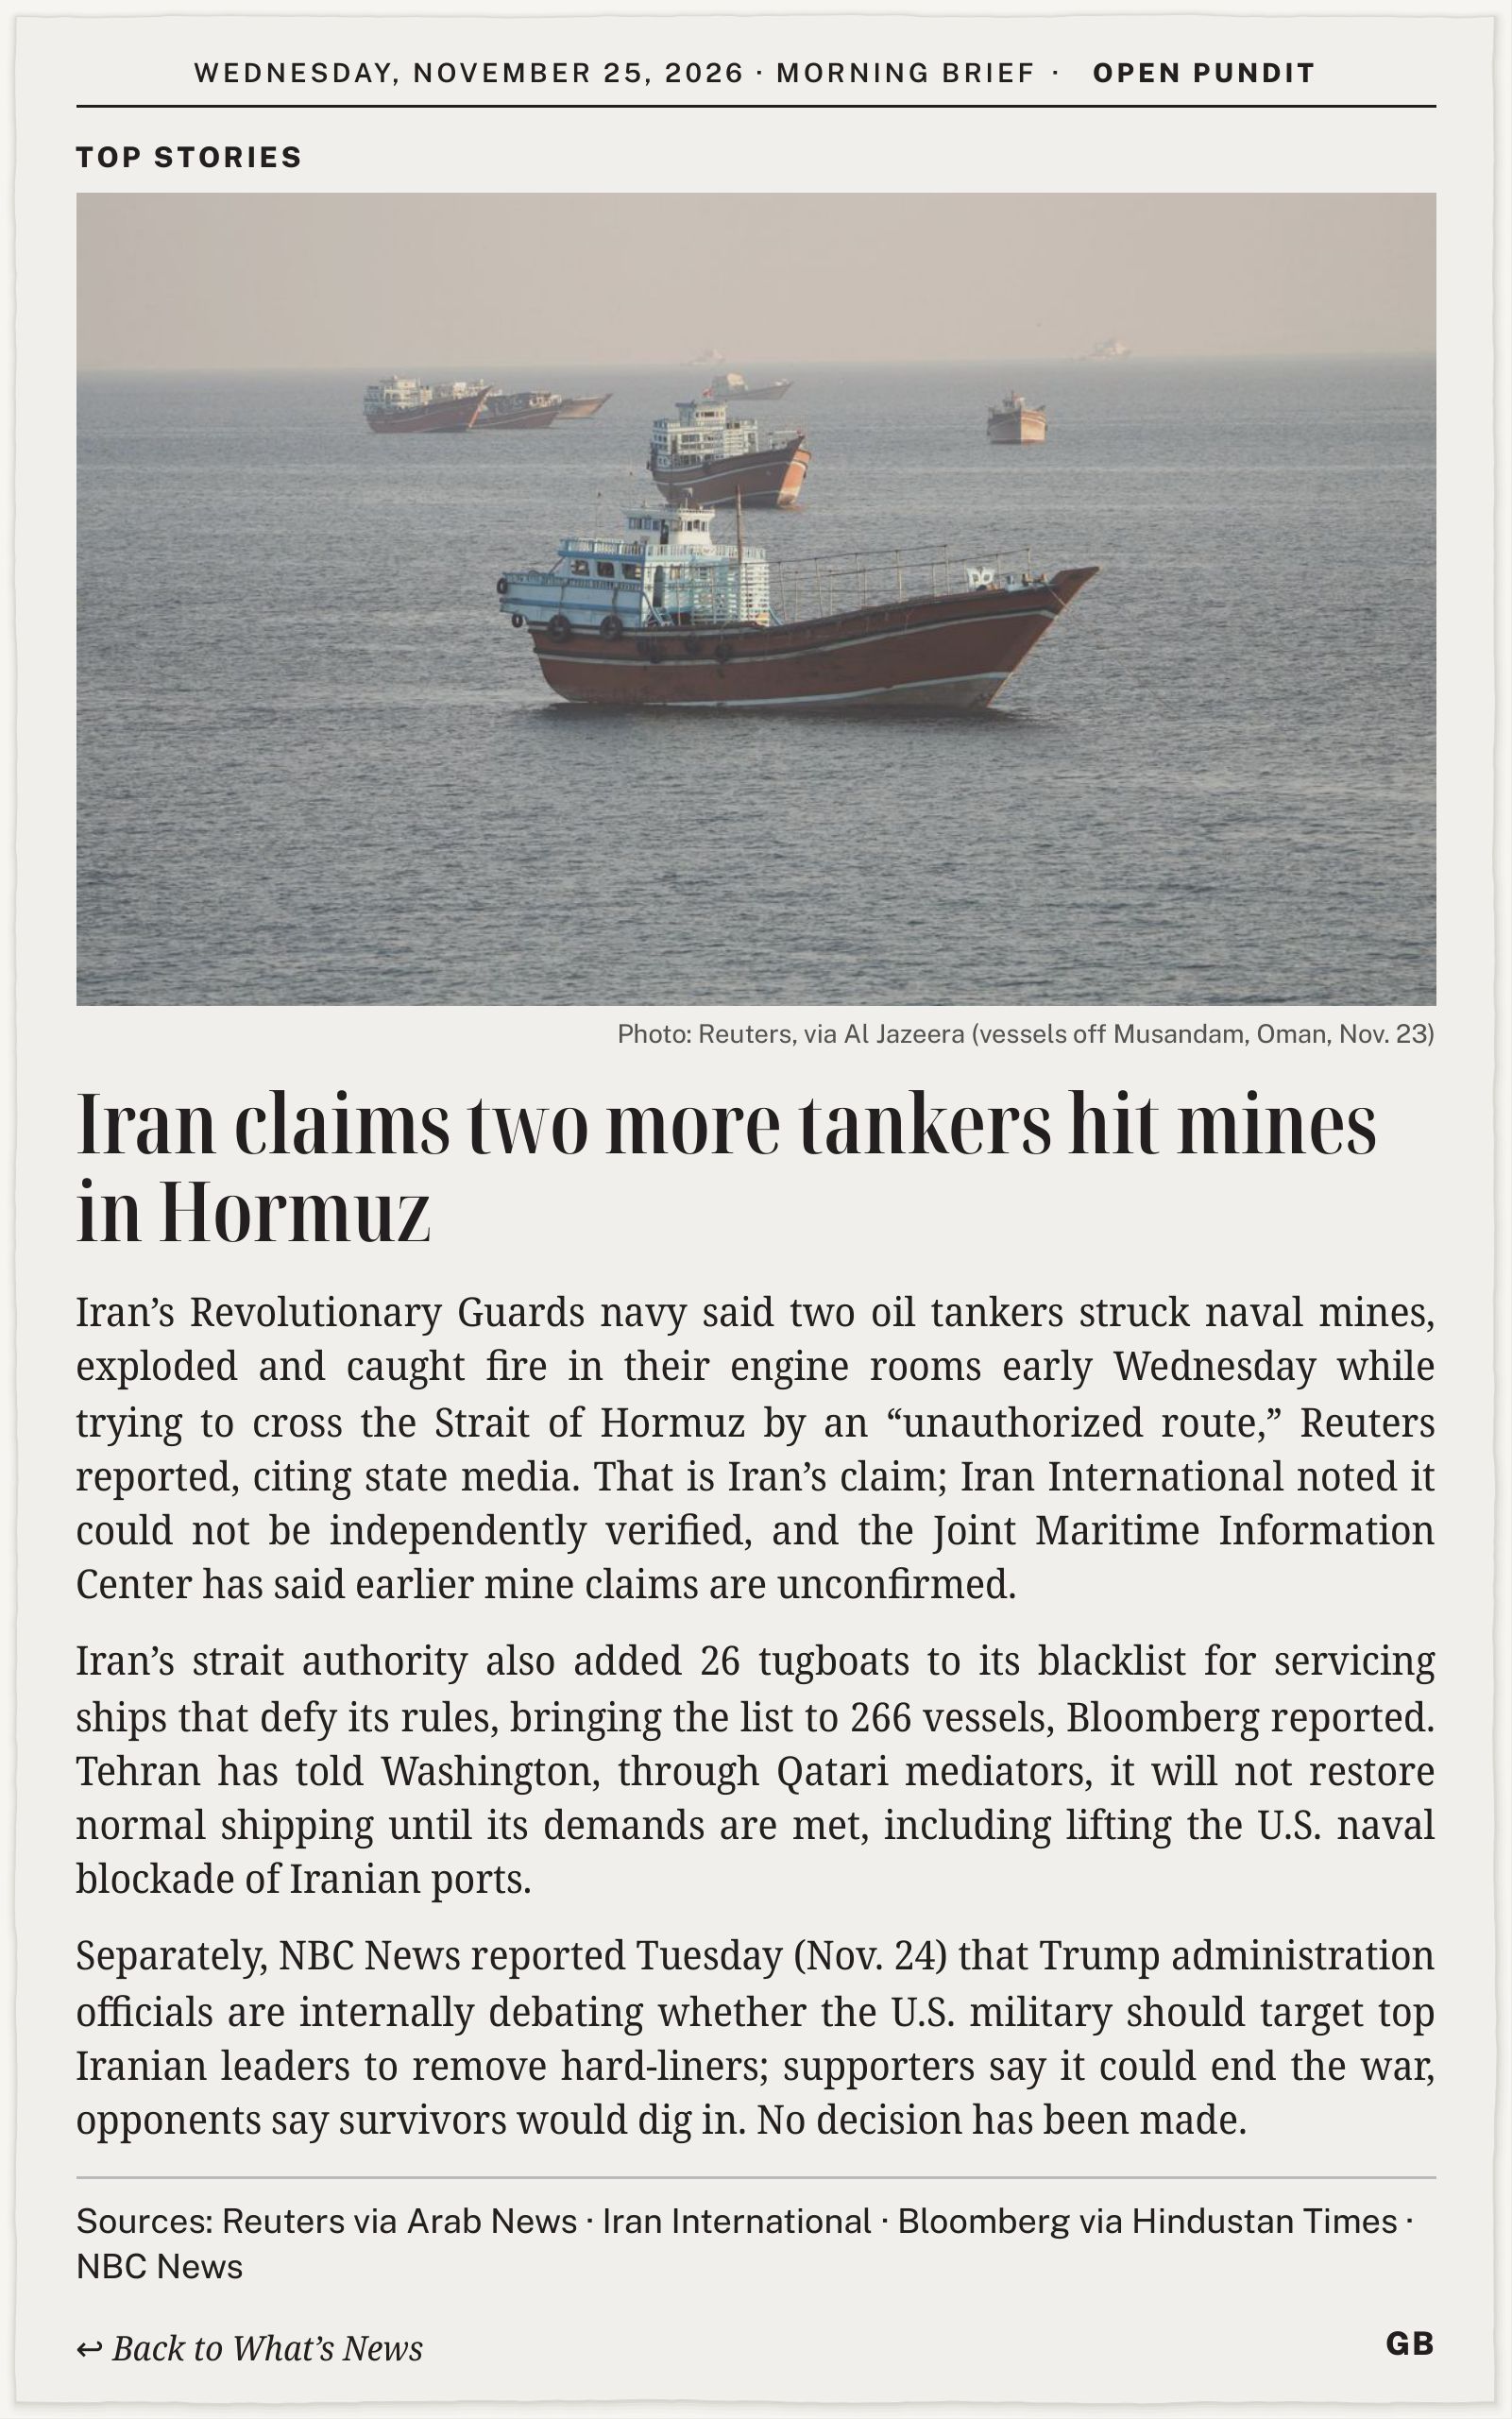 WEDNESDAY, NOVEMBER 25, 2026 · MORNING BRIEF · OPEN PUNDIT
TOP STORIES
Photo: Reuters, via Al Jazeera (vessels off Musandam, Oman, Nov. 23)
Iran claims two more tankers hit mines
in Hormuz
Iran’s Revolutionary Guards navy said two oil tankers struck naval mines,
exploded and caught fire in their engine rooms early Wednesday while
trying to cross the Strait of Hormuz by an “unauthorized route,” Reuters
reported, citing state media. That is Iran’s claim; Iran International noted it
could not be independently verified, and the Joint Maritime Information
Center has said earlier mine claims are unconfirmed.
Iran’s strait authority also added 26 tugboats to its blacklist for servicing
ships that defy its rules, bringing the list to 266 vessels, Bloomberg reported.
Tehran has told Washington, through Qatari mediators, it will not restore
normal shipping until its demands are met, including lifting the U.S. naval
blockade of Iranian ports.
Separately, NBC News reported Tuesday (Nov. 24) that Trump administration
officials are internally debating whether the U.S. military should target top
Iranian leaders to remove hard-liners; supporters say it could end the war,
opponents say survivors would dig in. No decision has been made.
Sources: Reuters via Arab News · Iran International · Bloomberg via Hindustan Times ·
NBC News
↩ Back to What’s News
GB